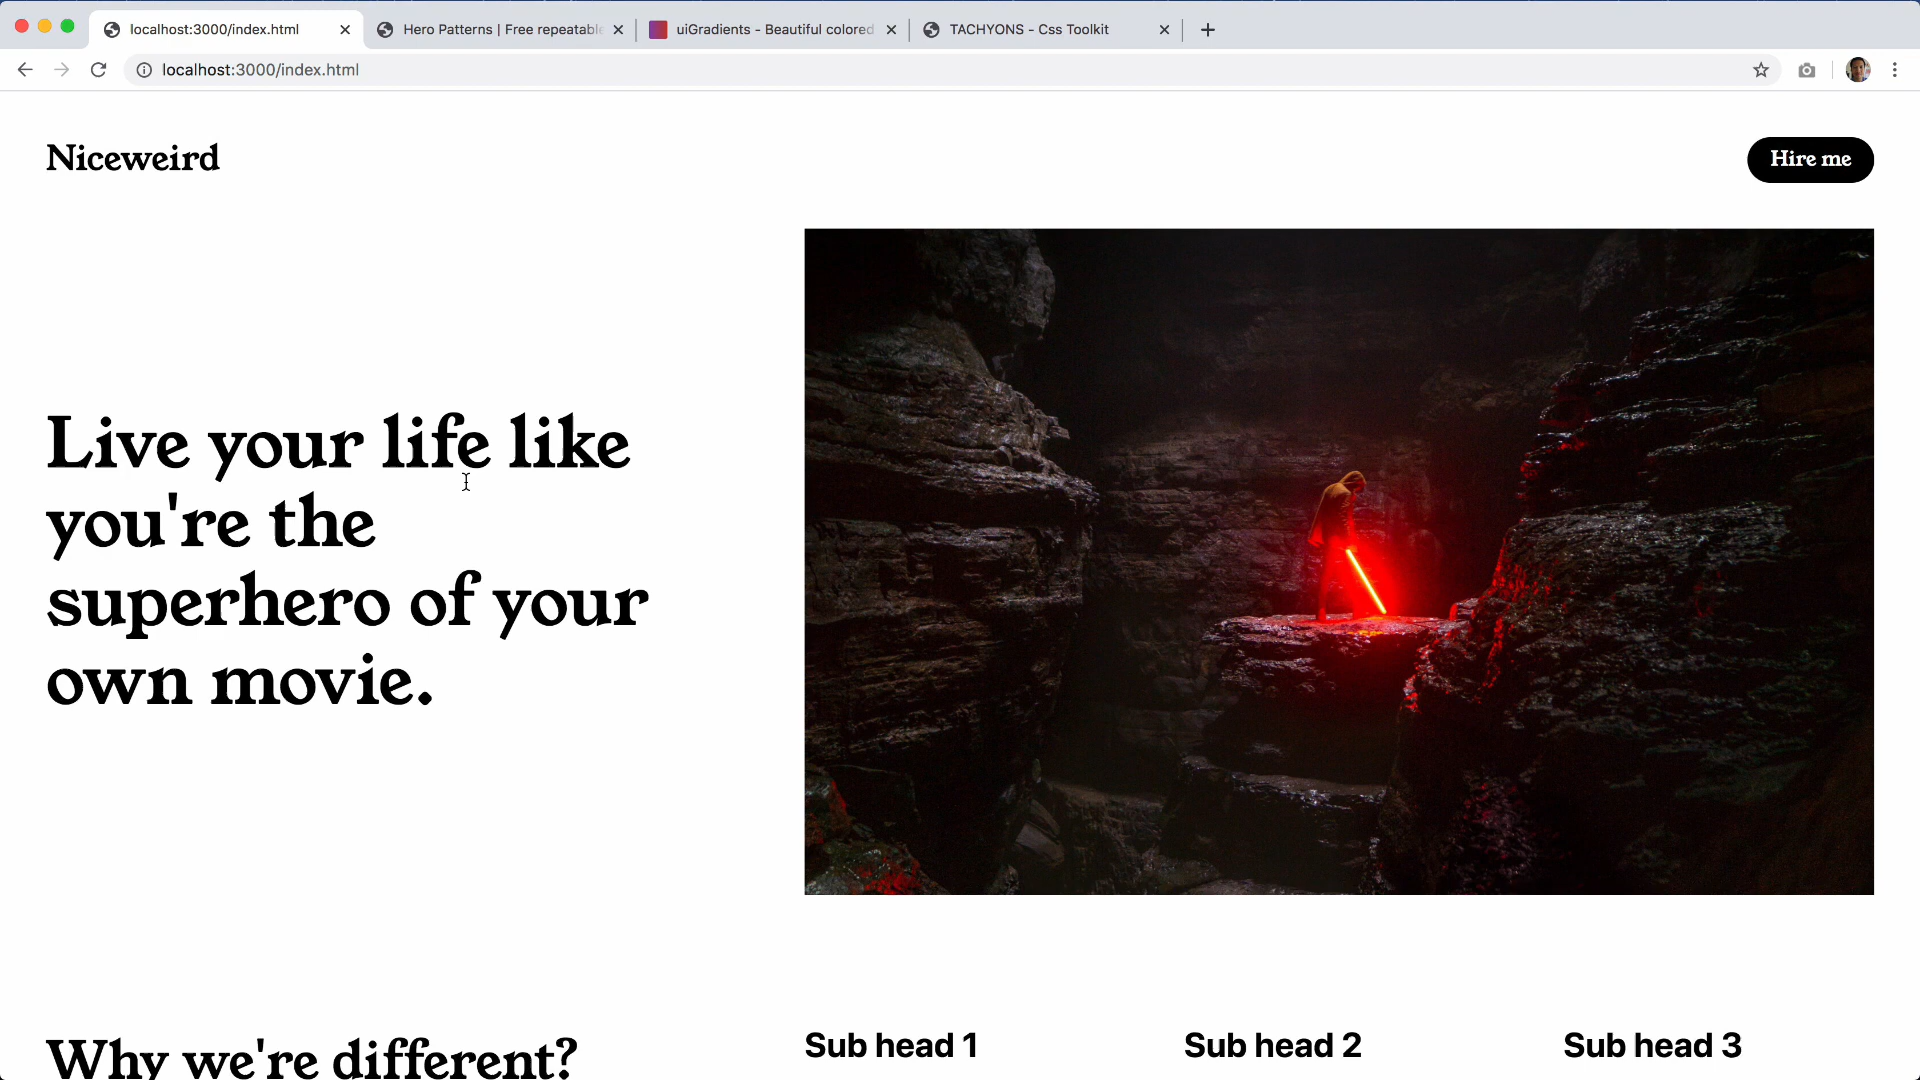 localhost:3000/index.html
Hero Patterns | Free repeatable
uiGradients - Beautiful colored
TACHYONS - Css Toolkit
localhost:3000/index.html
Niceweird
Hire me
Live your life like
you're the
superhero of your
own movie.
Why we're different?
Sub head 1
Sub head 2
Sub head 3